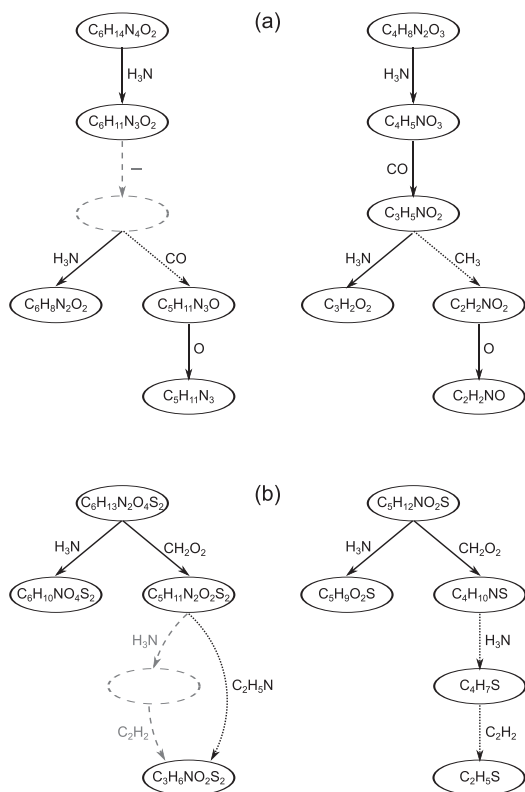 (a)
C₆H₁₄N₄O₂
H₃N
C₆H₁₁N₃O₂
–
H₃N
CO
C₆H₈N₂O₂
C₅H₁₁N₃O
O
C₅H₁₁N₃
C₄H₈N₂O₃
H₃N
C₄H₅NO₃
CO
C₃H₅NO₂
H₃N
CH₃
C₃H₂O₂
C₂H₂NO₂
O
C₂H₂NO
(b)
C₆H₁₃N₂O₄S₂
H₃N
CH₂O₂
C₆H₁₀NO₄S₂
C₅H₁₁N₂O₂S₂
H₃N
C₂H₅N
C₂H₂
C₃H₆NO₂S₂
C₅H₁₂NO₂S
H₃N
CH₂O₂
C₅H₉O₂S
C₄H₁₀NS
H₃N
C₄H₇S
C₂H₂
C₂H₅S